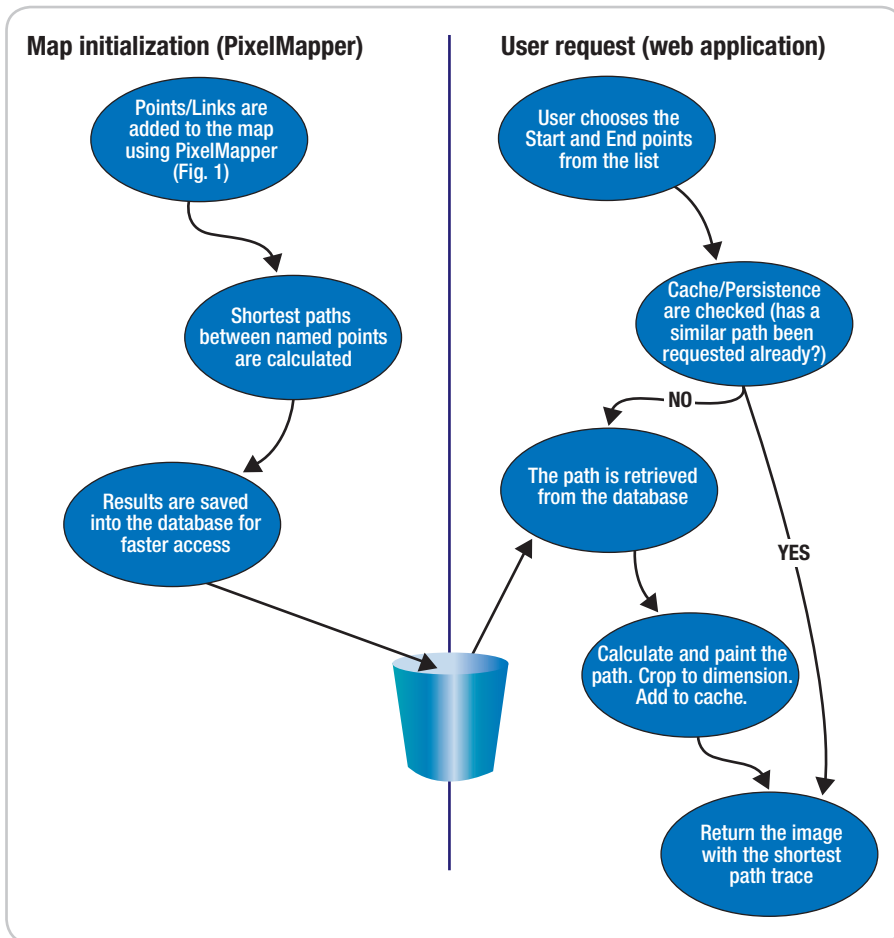 Map initialization (PixelMapper)
Points/Links are
added to the map
using PixelMapper
(Fig. 1)
Shortest paths
between named points
are calculated
Results are saved
into the database for
faster access
User request (web application)
User chooses the
Start and End points
from the list
Cache/Persistence
are checked (has a
similar path been
requested already?)
NO
The path is retrieved
from the database
YES
Calculate and paint the
path. Crop to dimension.
Add to cache.
Return the image
with the shortest
path trace